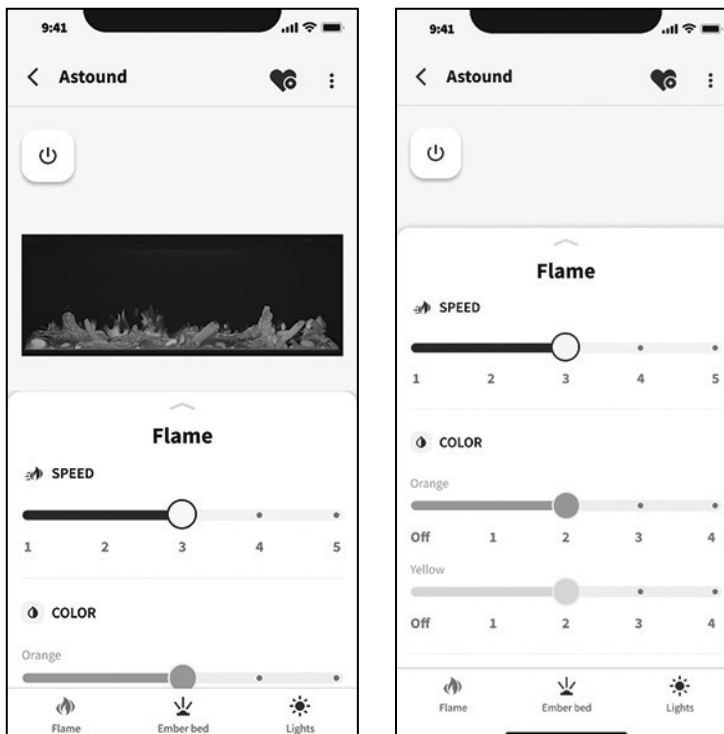 9:41
Astound
Flame
SPEED
1 2 3 4 5
COLOR
Orange
Flame Ember bed Lights
9:41
Astound
Flame
SPEED
1 2 3 4 5
COLOR
Orange
Off 1 2 3 4
Yellow
Off 1 2 3 4
Flame Ember bed Lights